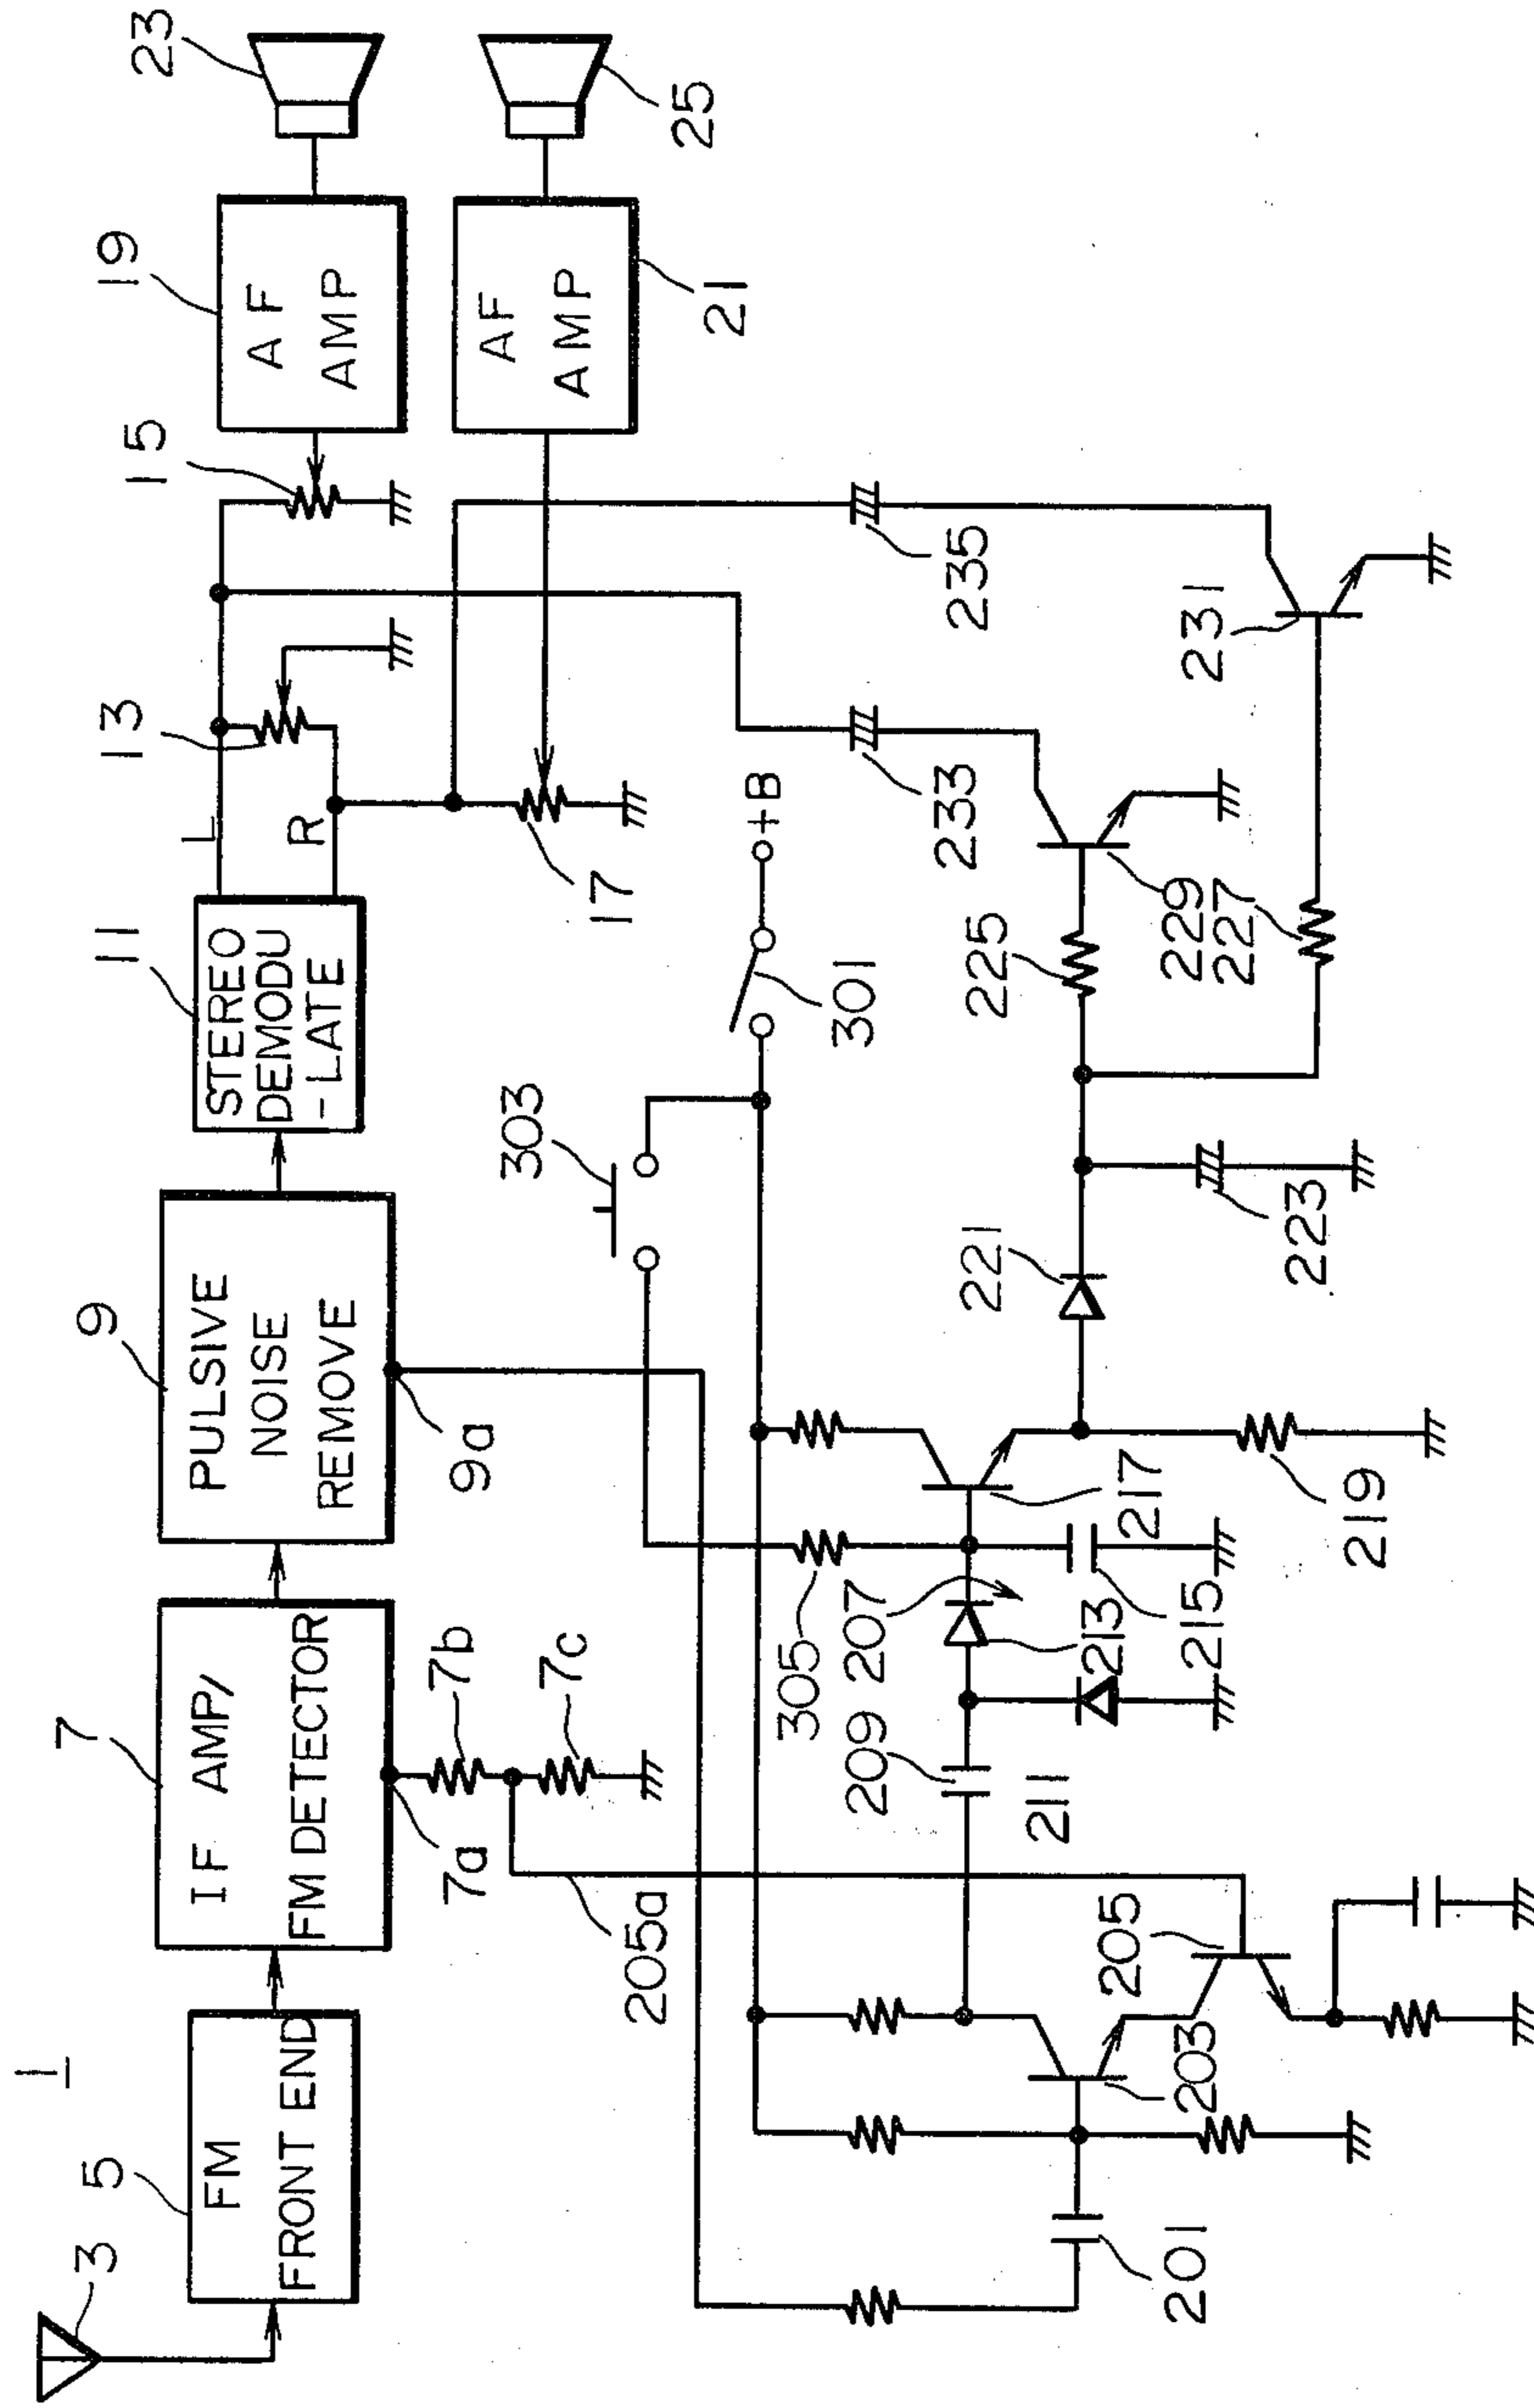 1
3
5
FM
FRONT END
7
IF AMP/
FM DETECTOR
7a
7b
7c
205a
9
PULSIVE
NOISE
REMOVE
9a
11
STEREO
DEMODU
-LATE
L
R
13
15
17
19
AF
AMP
21
AF
AMP
23
25
303
301
+B
305
207
209
211
213
215
217
219
221
223
225
227
229
231
233
235
201
203
205